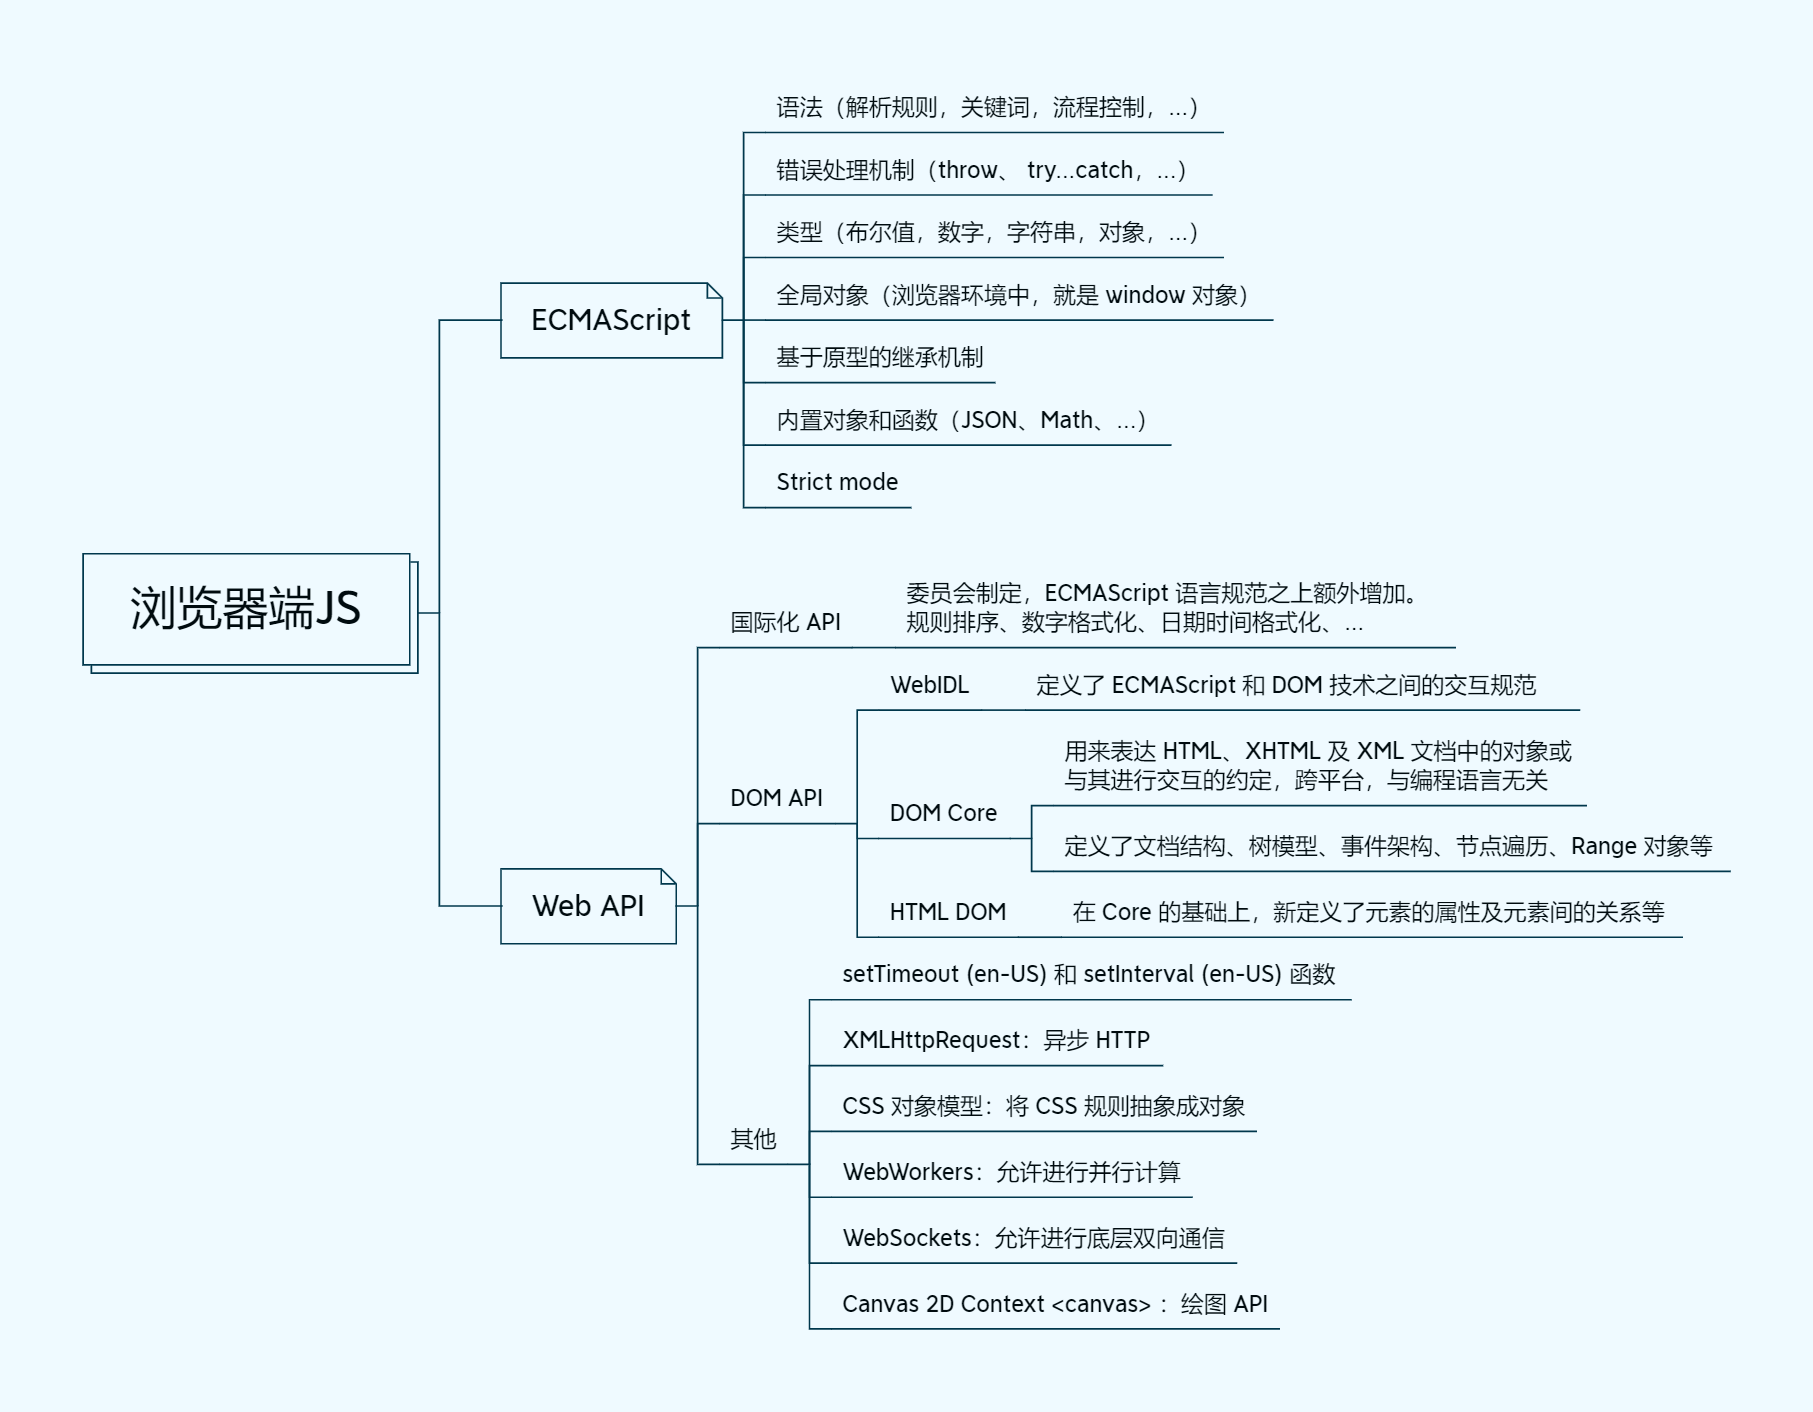 语法（解析规则，关键词，流程控制，...）
错误处理机制（throw、 try...catch，...）
类型（布尔值，数字，字符串，对象，...）
全局对象（浏览器环境中，就是 window 对象）
ECMAScript
基于原型的继承机制
内置对象和函数（JSON、Math、...）
Strict mode
浏览器端JS
委员会制定，ECMAScript 语言规范之上额外增加。
国际化 API
规则排序、数字格式化、日期时间格式化、...
WebIDL
定义了 ECMAScript 和 DOM 技术之间的交互规范
用来表达 HTML、XHTML 及 XML 文档中的对象或
与其进行交互的约定，跨平台，与编程语言无关
DOM API
DOM Core
定义了文档结构、树模型、事件架构、节点遍历、Range 对象等
Web API
HTML DOM
在 Core 的基础上，新定义了元素的属性及元素间的关系等
setTimeout (en-US) 和 setInterval (en-US) 函数
XMLHttpRequest：异步 HTTP
CSS 对象模型：将 CSS 规则抽象成对象
其他
WebWorkers：允许进行并行计算
WebSockets：允许进行底层双向通信
Canvas 2D Context <canvas> ：绘图 API